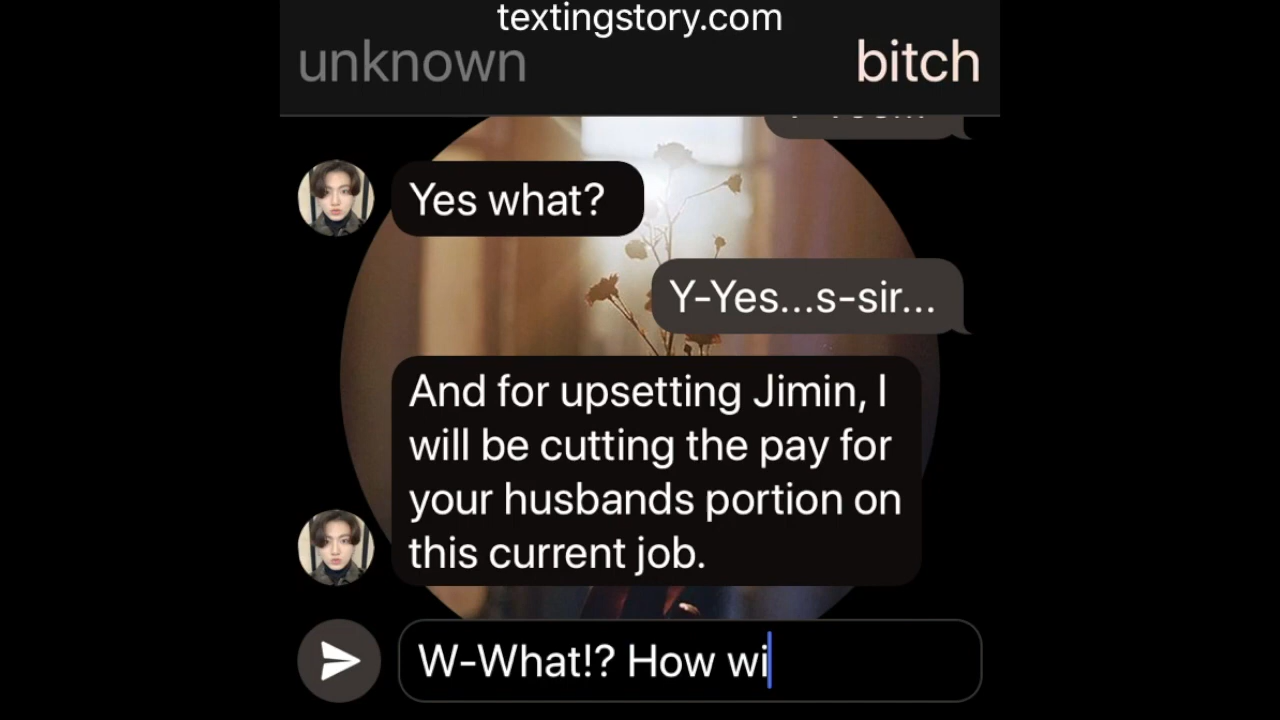 textingstory.com
unknown
bitch
Yes what?
Y-Yes...s-sir...
And for upsetting Jimin, I
will be cutting the pay for
your husbands portion on
this current job.
W-What!? How wi